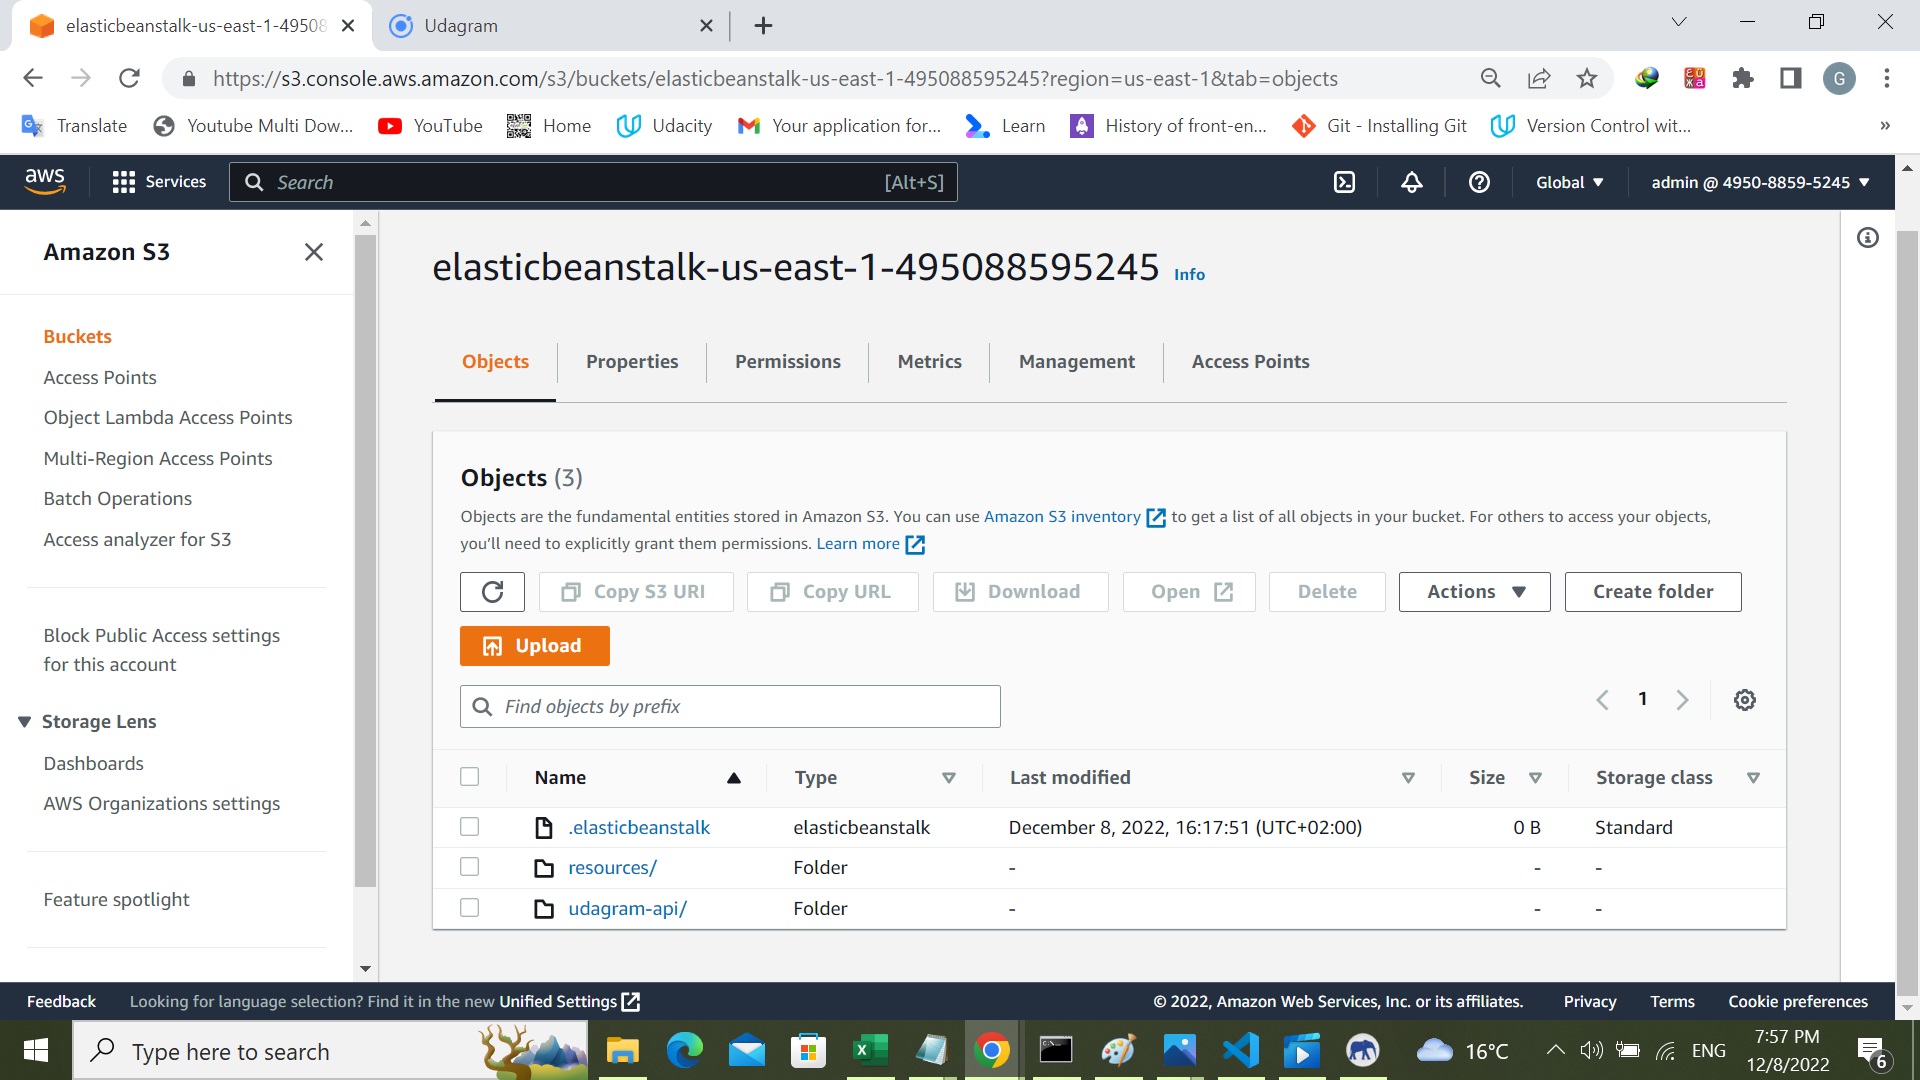 elasticbeanstalk-us-east-1-49508
Udagram
https://s3.console.aws.amazon.com/s3/buckets/elasticbeanstalk-us-east-1-495088595245?region=us-east-1&tab=objects
G
Translate
Youtube Multi Dow...
YouTube
Home
Udacity
Your application for...
Learn
History of front-en...
Git - Installing Git
Version Control wit...
»
aws
Services
Search
[Alt+S]
Global
admin @ 4950-8859-5245
Amazon S3
Buckets
Access Points
Object Lambda Access Points
Multi-Region Access Points
Batch Operations
Access analyzer for S3
Block Public Access settings
for this account
Storage Lens
Dashboards
AWS Organizations settings
Feature spotlight
elasticbeanstalk-us-east-1-495088595245 Info
Objects
Properties
Permissions
Metrics
Management
Access Points
Objects (3)
Objects are the fundamental entities stored in Amazon S3. You can use Amazon S3 inventory to get a list of all objects in your bucket. For others to access your objects,
you'll need to explicitly grant them permissions. Learn more
Copy S3 URI
Copy URL
Download
Open
Delete
Actions
Create folder
Upload
Find objects by prefix
1
Name Type Last modified Size Storage class
.elasticbeanstalk elasticbeanstalk December 8, 2022, 16:17:51 (UTC+02:00) 0 B Standard
resources/ Folder - - -
udagram-api/ Folder - - -
Feedback
Looking for language selection? Find it in the new Unified Settings
© 2022, Amazon Web Services, Inc. or its affiliates.
Privacy
Terms
Cookie preferences
Type here to search
16°C
ENG
7:57 PM
12/8/2022
6